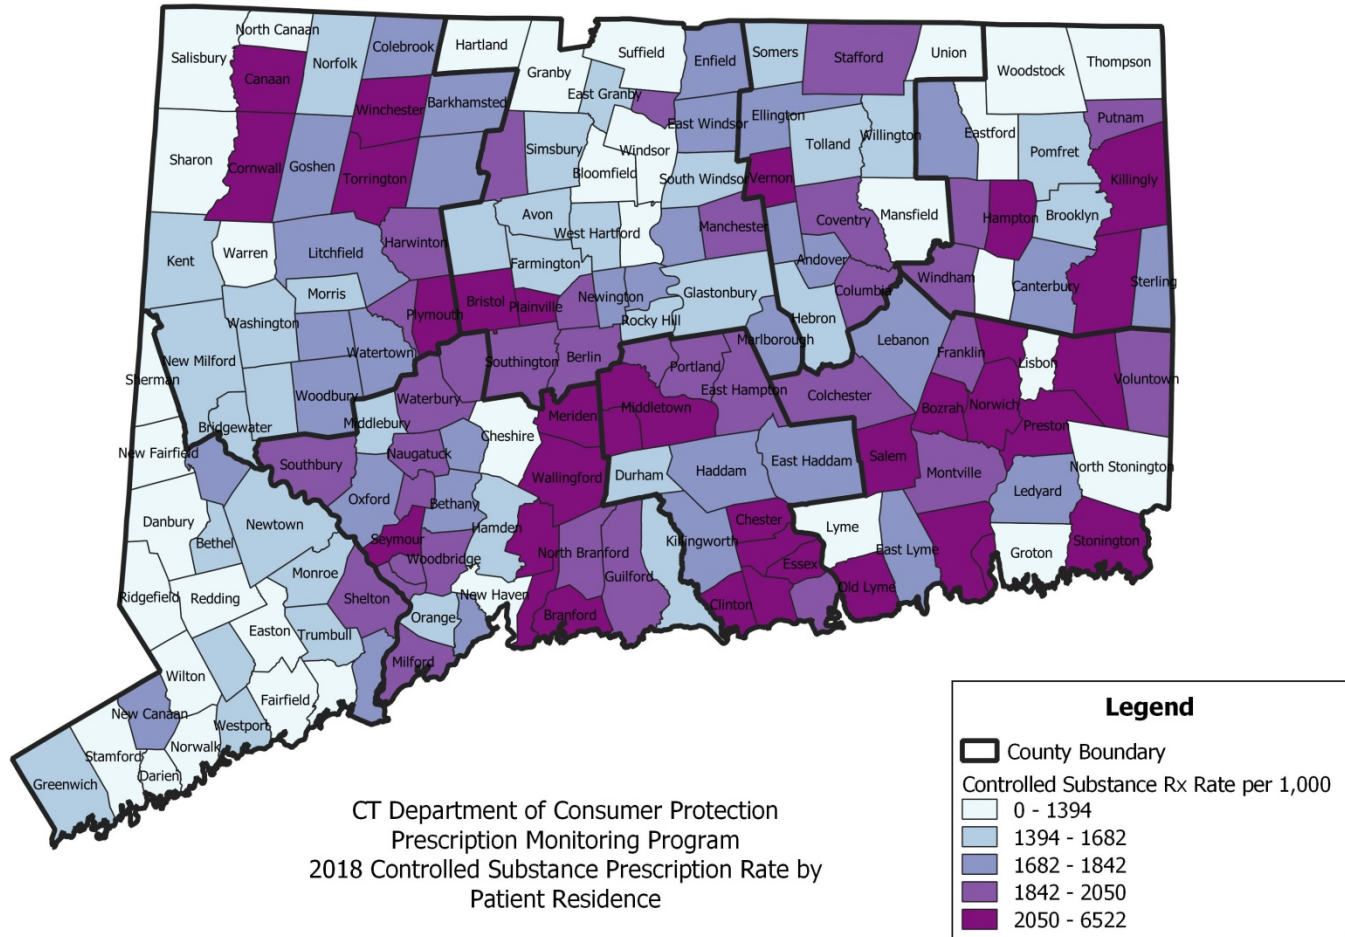 North Canaan
Salisbury
Colebrook
Hartland
Suffield
Norfolk
Canaan
Granby
Enfield
Somers
Stafford
Union
Woodstock
Thompson
East Granby
Winchester
Barkhamsted
Putnam
East Windsor
Ellington
Willington
Eastford
Sharon
Cornwall
Goshen
Torrington
Simsbury
Windsor
Bloomfield
Tolland
Pomfret
Killingly
South Windsor
Vernon
Avon
West Hartford
Manchester
Coventry
Mansfield
Hampton
Brooklyn
Harwinton
Kent
Warren
Litchfield
Farmington
Andover
Windham
Canterbury
Sterling
Morris
Plymouth
Bristol
Plainville
Newington
Glastonbury
Columbia
Washington
Rocky Hill
Hebron
New Milford
Watertown
Marlborough
Lebanon
Franklin
Lisbon
Sherman
Southington
Berlin
Portland
Voluntown
Woodbury
Waterbury
East Hampton
Colchester
Bozrah
Norwich
Bridgewater
Middlebury
Cheshire
Meriden
Middletown
Preston
New Fairfield
Southbury
Naugatuck
Wallingford
Durham
Haddam
East Haddam
Salem
Montville
North Stonington
Oxford
Bethany
Ledyard
Danbury
Newtown
Bethel
Seymour
Hamden
Killingworth
Chester
Lyme
East Lyme
Groton
Stonington
Woodbridge
North Branford
Essex
Monroe
Guilford
Ridgefield
Redding
Shelton
New Haven
Clinton
Old Lyme
Easton
Trumbull
Orange
Branford
Wilton
Milford
Fairfield
New Canaan
Westport
Norwalk
Stamford
Darien
Greenwich
CT Department of Consumer Protection
Prescription Monitoring Program
2018 Controlled Substance Prescription Rate by
Patient Residence
Legend
County Boundary
Controlled Substance Rx Rate per 1,000
0 - 1394
1394 - 1682
1682 - 1842
1842 - 2050
2050 - 6522